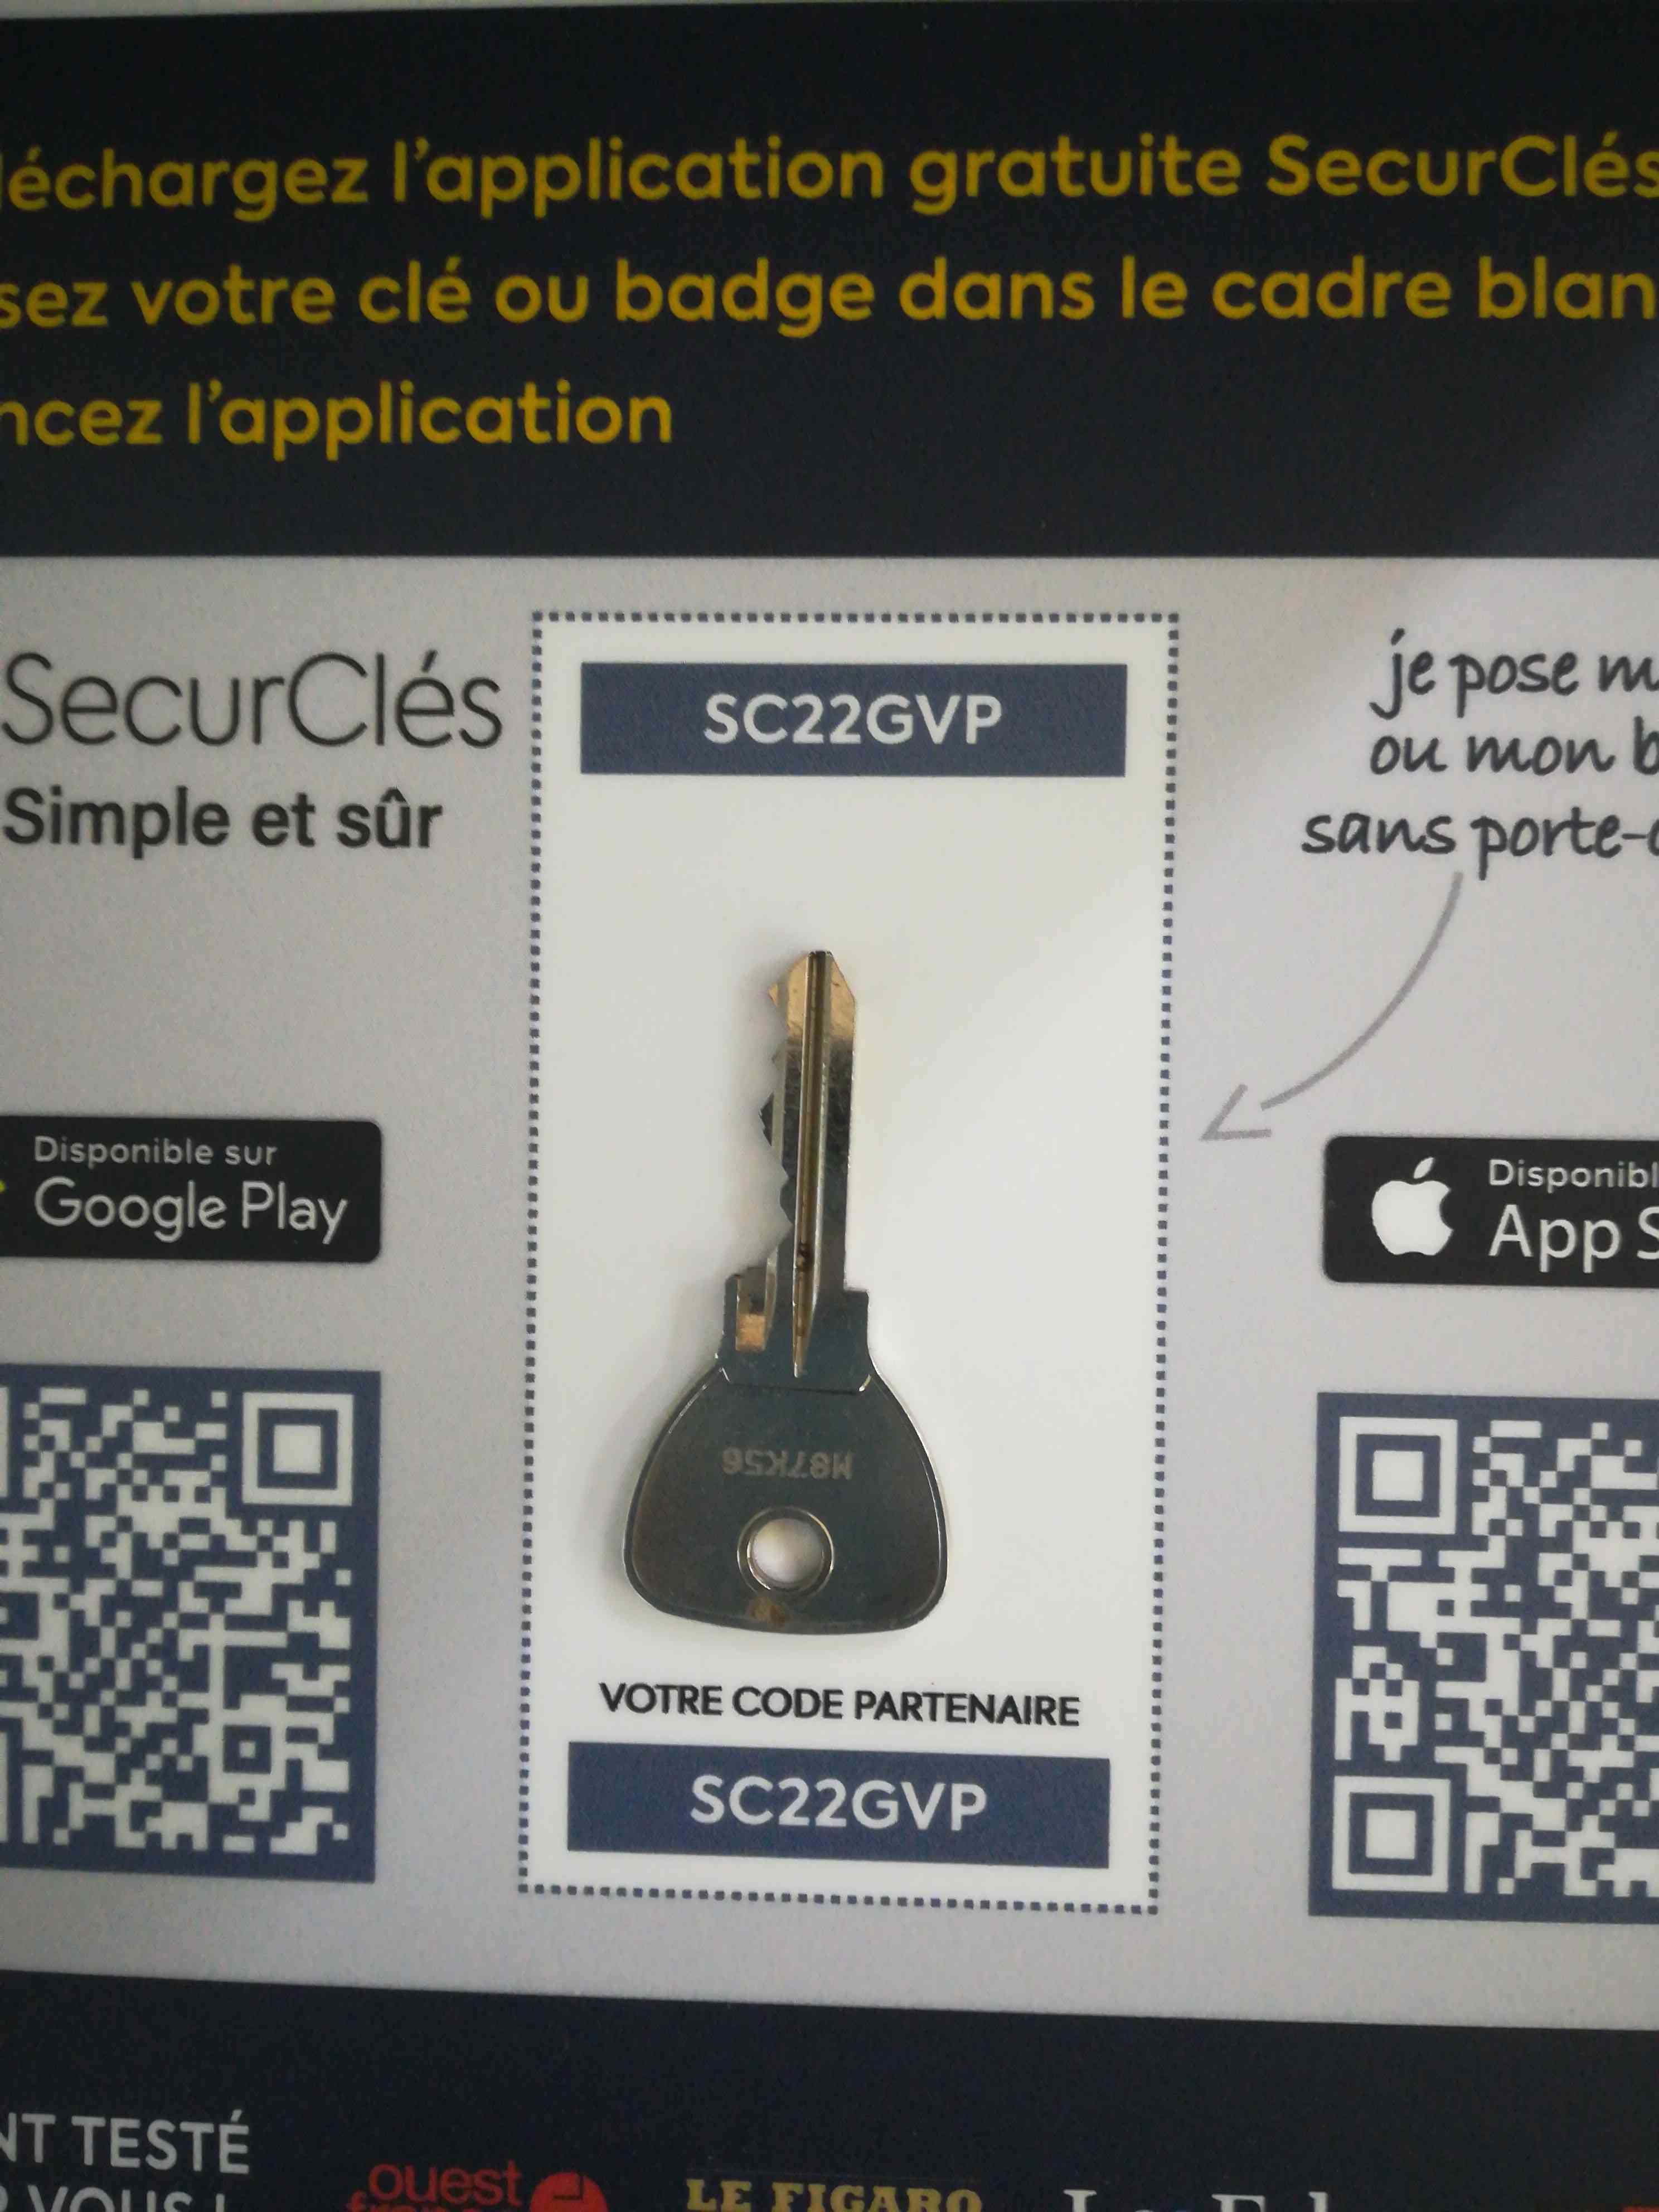 léchargez l'application gratuite SecurClés
sez votre clé ou badge dans le cadre blan
ncez l'application
SecurClés
Simple et sûr
SC22GVP
je pose m
ou mon b
sans porte-c
Disponible sur
Google Play
Disponibl
App S
M87K56
VOTRE CODE PARTENAIRE
SC22GVP
NT TESTÉ
VOUS !
ouest
LE FIGARO